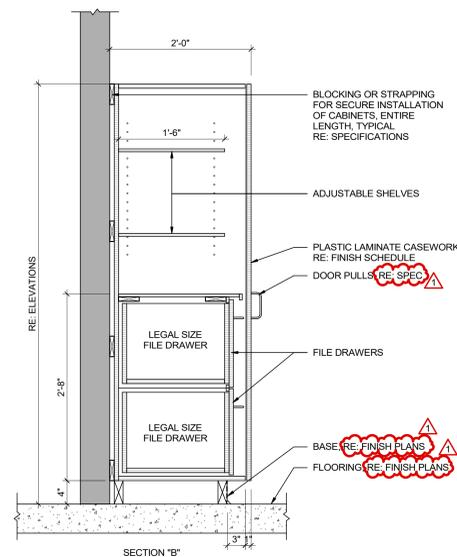 2'-0"
BLOCKING OR STRAPPING
FOR SECURE INSTALLATION
OF CABINETS, ENTIRE
LENGTH, TYPICAL
RE: SPECIFICATIONS
1'-6"
ADJUSTABLE SHELVES
PLASTIC LAMINATE CASEWORK
RE: FINISH SCHEDULE
DOOR PULLS, RE: SPEC
1
RE: ELEVATIONS
LEGAL SIZE
FILE DRAWER
FILE DRAWERS
2'-8"
LEGAL SIZE
FILE DRAWER
1
BASE, RE: FINISH PLANS
1
FLOORING, RE: FINISH PLANS
4"
3" 1"
SECTION "B"